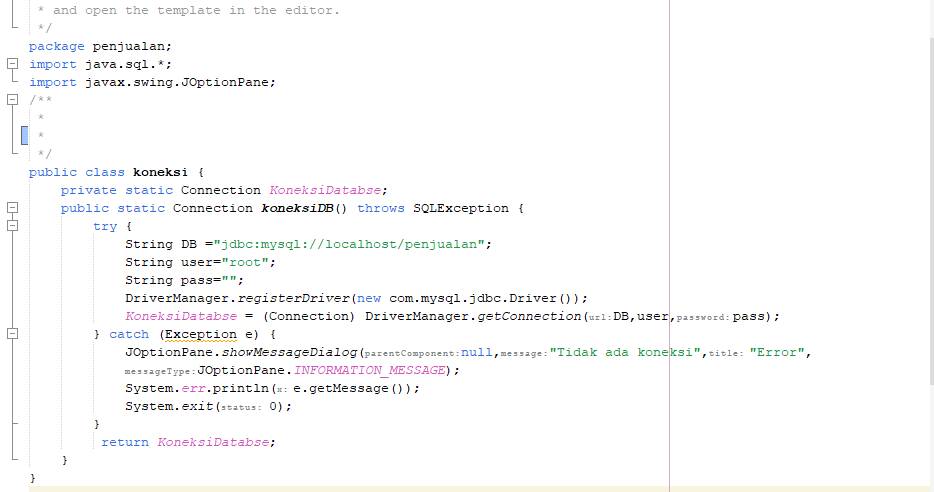 * and open the template in the editor.
*/
package penjualan;
import java.sql.*;
import javax.swing.JOptionPane;
/**
*
*
*/
public class koneksi {
private static Connection KoneksiDatabse;
public static Connection koneksiDB() throws SQLException {
try {
String DB ="jdbc:mysql://localhost/penjualan";
String user="root";
String pass="";
DriverManager.registerDriver(new com.mysql.jdbc.Driver());
KoneksiDatabse = (Connection) DriverManager.getConnection(url:DB,user,password:pass);
} catch (Exception e) {
JOptionPane.showMessageDialog(parentComponent:null,message:"Tidak ada koneksi",title: "Error",
messageType:JOptionPane.INFORMATION_MESSAGE);
System.err.println(x: e.getMessage());
System.exit(status: 0);
}
return KoneksiDatabse;
}
}